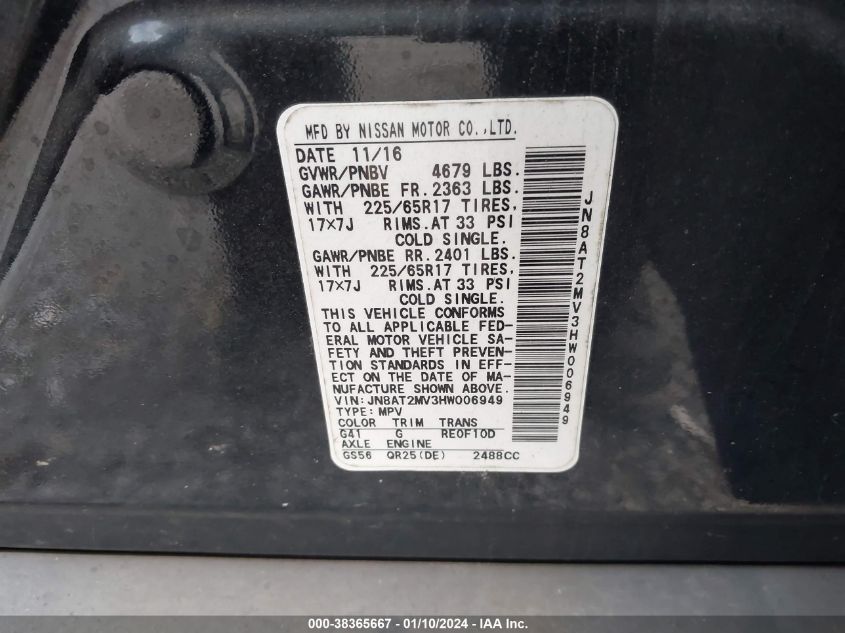 MFD BY NISSAN MOTOR CO.,LTD.
DATE 11/16
GVWR/PNBV 4679 LBS.
GAWR/PNBE FR. 2363 LBS.
WITH 225/65R17 TIRES,
17×7J RIMS.AT 33 PSI
COLD SINGLE.
GAWR/PNBE RR. 2401 LBS.
WITH 225/65R17 TIRES,
17×7J RIMS.AT 33 PSI
COLD SINGLE.
THIS VEHICLE CONFORMS
TO ALL APPLICABLE FED-
ERAL MOTOR VEHICLE SA-
FETY AND THEFT PREVEN-
TION STANDARDS IN EFF-
ECT ON THE DATE OF MA-
NUFACTURE SHOWN ABOVE.
VIN: JN8AT2MV3HW006949
TYPE: MPV
COLOR TRIM TRANS
G41 G RE0F10D
AXLE ENGINE
GS56 QR25(DE) 2488CC
JN8AT2MV3HW006949
000-38365667 - 01/10/2024 - IAA Inc.